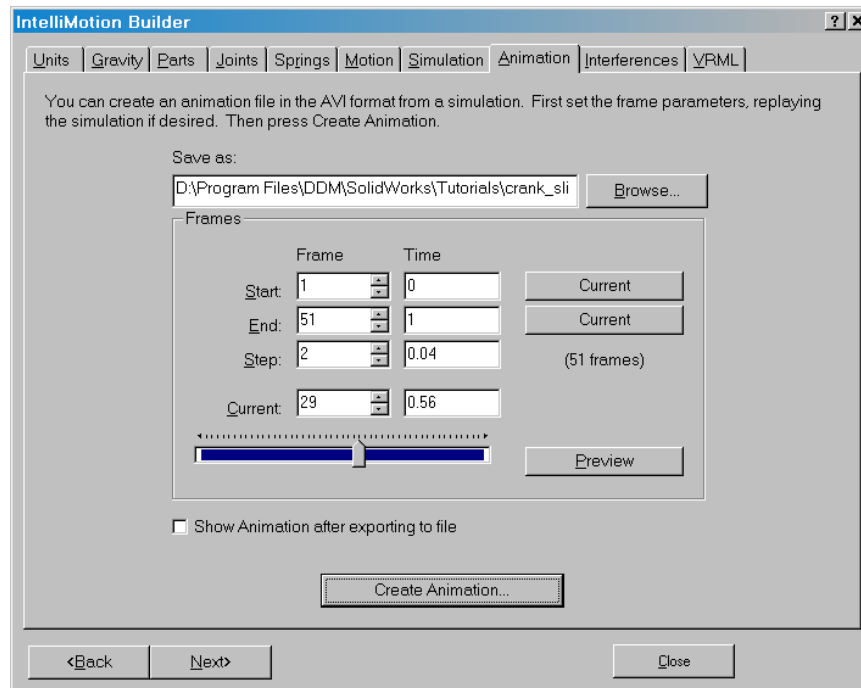 IntelliMotion Builder
Units Gravity Parts Joints Springs Motion Simulation Animation Interferences VRML
You can create an animation file in the AVI format from a simulation. First set the frame parameters, replaying
the simulation if desired. Then press Create Animation.
Save as:
D:\Program Files\DDM\SolidWorks\Tutorials\crank_sli Browse...
Frames
Frame Time
Start: 1 0 Current
End: 51 1 Current
Step: 2 0.04 (51 frames)
Current: 29 0.56
Preview
Show Animation after exporting to file
Create Animation...
<Back Next> Close